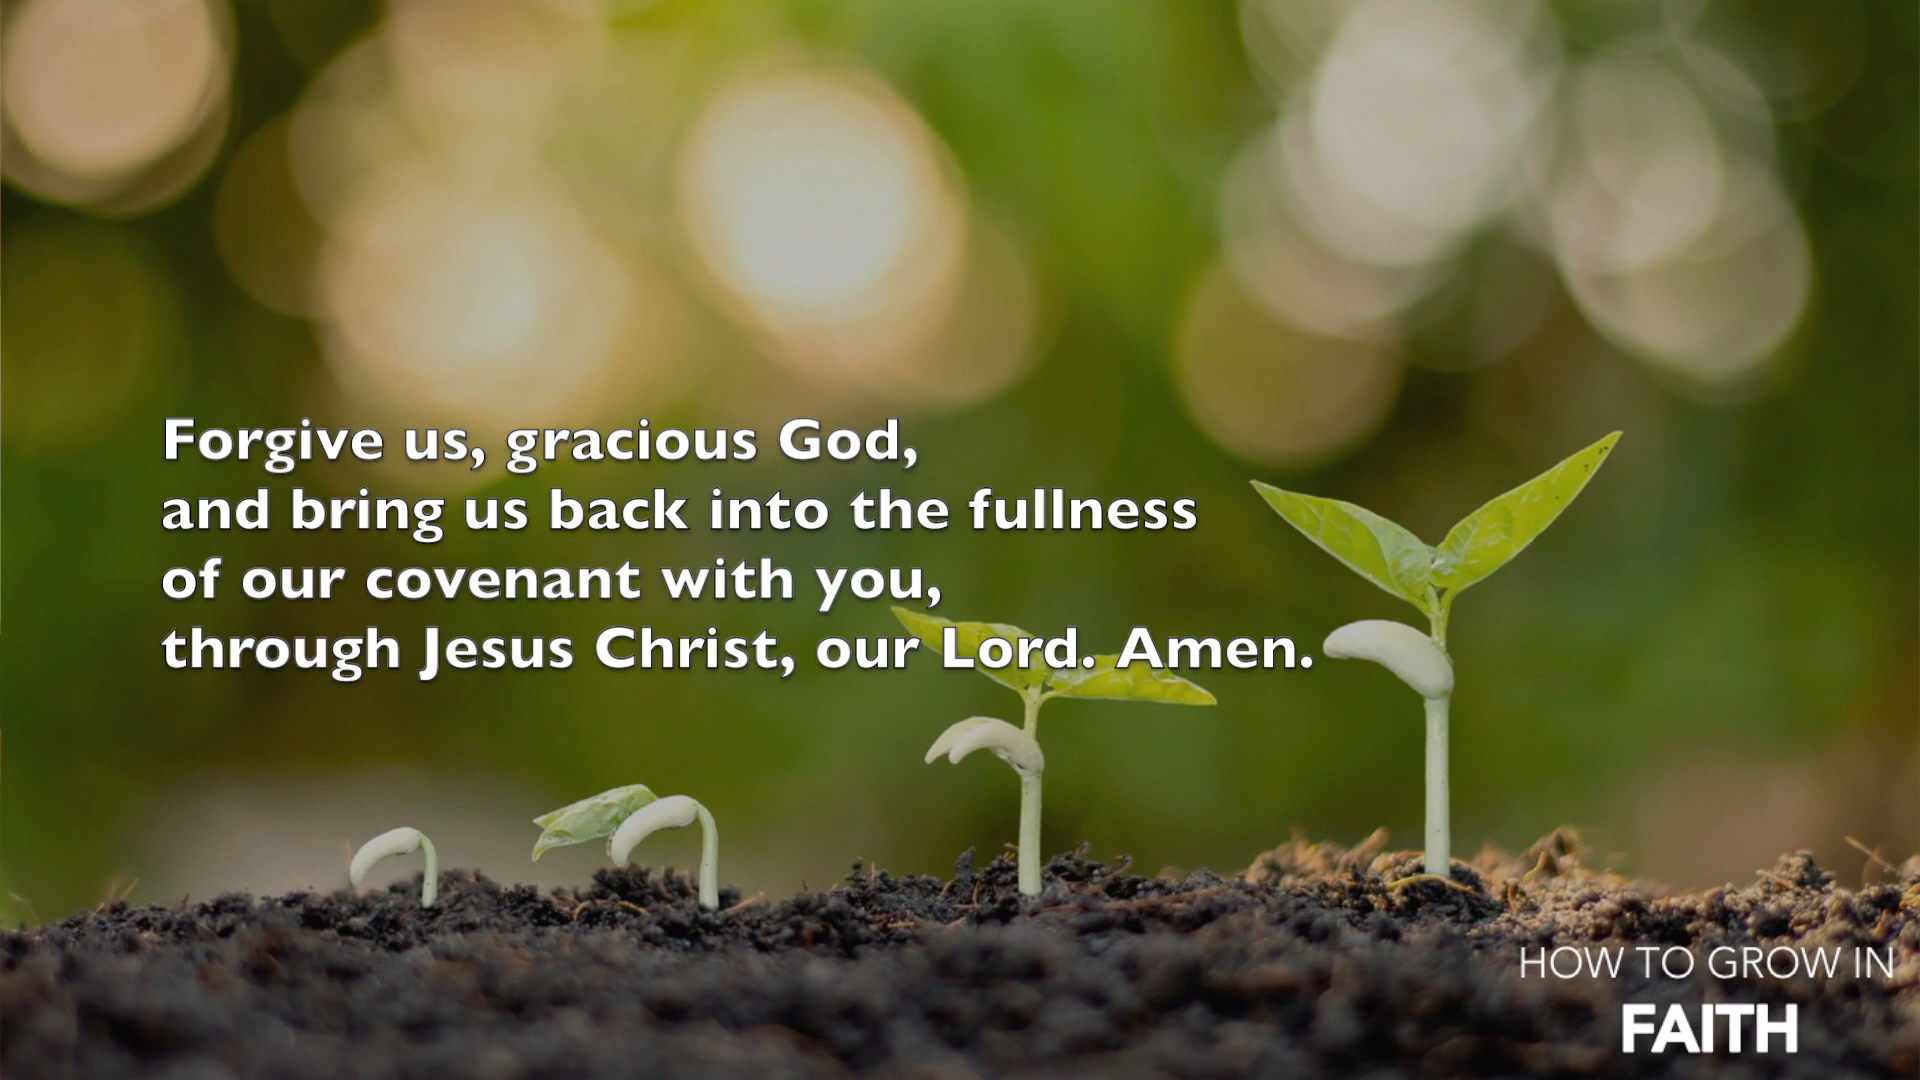 Forgive us, gracious God,
and bring us back into the fullness
of our covenant with you,
through Jesus Christ, our Lord. Amen.
HOW TO GROW IN
FAITH